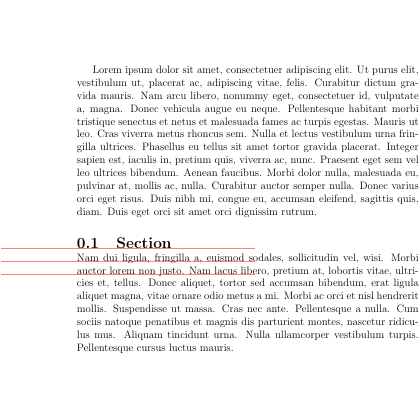 Lorem ipsum dolor sit amet, consectetuer adipiscing elit. Ut purus elit,
vestibulum ut, placerat ac, adipiscing vitae, felis. Curabitur dictum gra-
vida mauris. Nam arcu libero, nonummy eget, consectetuer id, vulputate
a, magna. Donec vehicula augue eu neque. Pellentesque habitant morbi
tristique senectus et netus et malesuada fames ac turpis egestas. Mauris ut
leo. Cras viverra metus rhoncus sem. Nulla et lectus vestibulum urna frin-
gilla ultrices. Phasellus eu tellus sit amet tortor gravida placerat. Integer
sapien est, iaculis in, pretium quis, viverra ac, nunc. Praesent eget sem vel
leo ultrices bibendum. Aenean faucibus. Morbi dolor nulla, malesuada eu,
pulvinar at, mollis ac, nulla. Curabitur auctor semper nulla. Donec varius
orci eget risus. Duis nibh mi, congue eu, accumsan eleifend, sagittis quis,
diam. Duis eget orci sit amet orci dignissim rutrum.
0.1 Section
Nam dui ligula, fringilla a, euismod sodales, sollicitudin vel, wisi. Morbi
auctor lorem non justo. Nam lacus libero, pretium at, lobortis vitae, ultri-
cies et, tellus. Donec aliquet, tortor sed accumsan bibendum, erat ligula
aliquet magna, vitae ornare odio metus a mi. Morbi ac orci et nisl hendrerit
mollis. Suspendisse ut massa. Cras nec ante. Pellentesque a nulla. Cum
sociis natoque penatibus et magnis dis parturient montes, nascetur ridicu-
lus mus. Aliquam tincidunt urna. Nulla ullamcorper vestibulum turpis.
Pellentesque cursus luctus mauris.